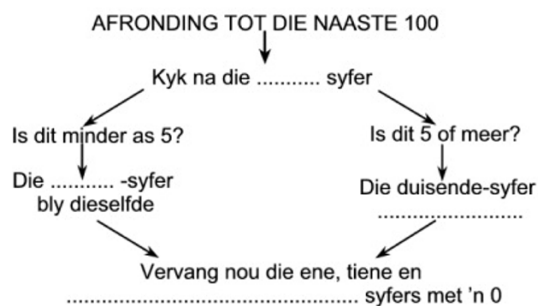 AFRONDING TOT DIE NAASTE 100
Kyk na die ........... syfer
Is dit minder as 5?
Is dit 5 of meer?
Die ............ -syfer
bly dieselfde
Die duisende-syfer
.........................
Vervang nou die ene, tiene en
................................................... syfers met 'n 0